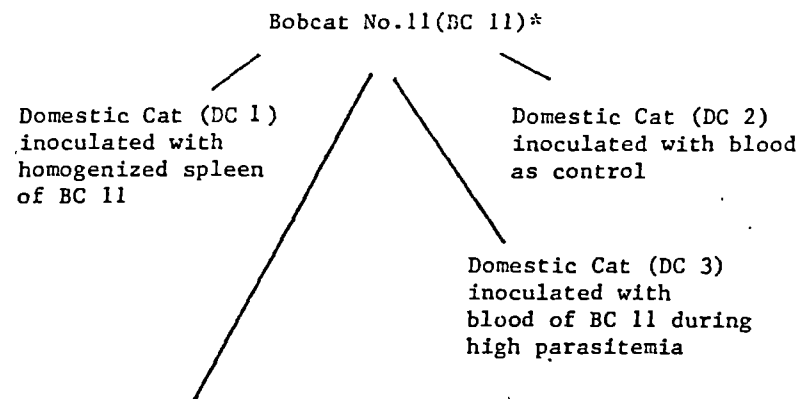 Bobcat No.11(BC 11)*
Domestic Cat (DC 1)
inoculated with
homogenized spleen
of BC 11
Domestic Cat (DC 2)
inoculated with blood
as control
Domestic Cat (DC 3)
inoculated with
blood of BC 11 during
high parasitemia